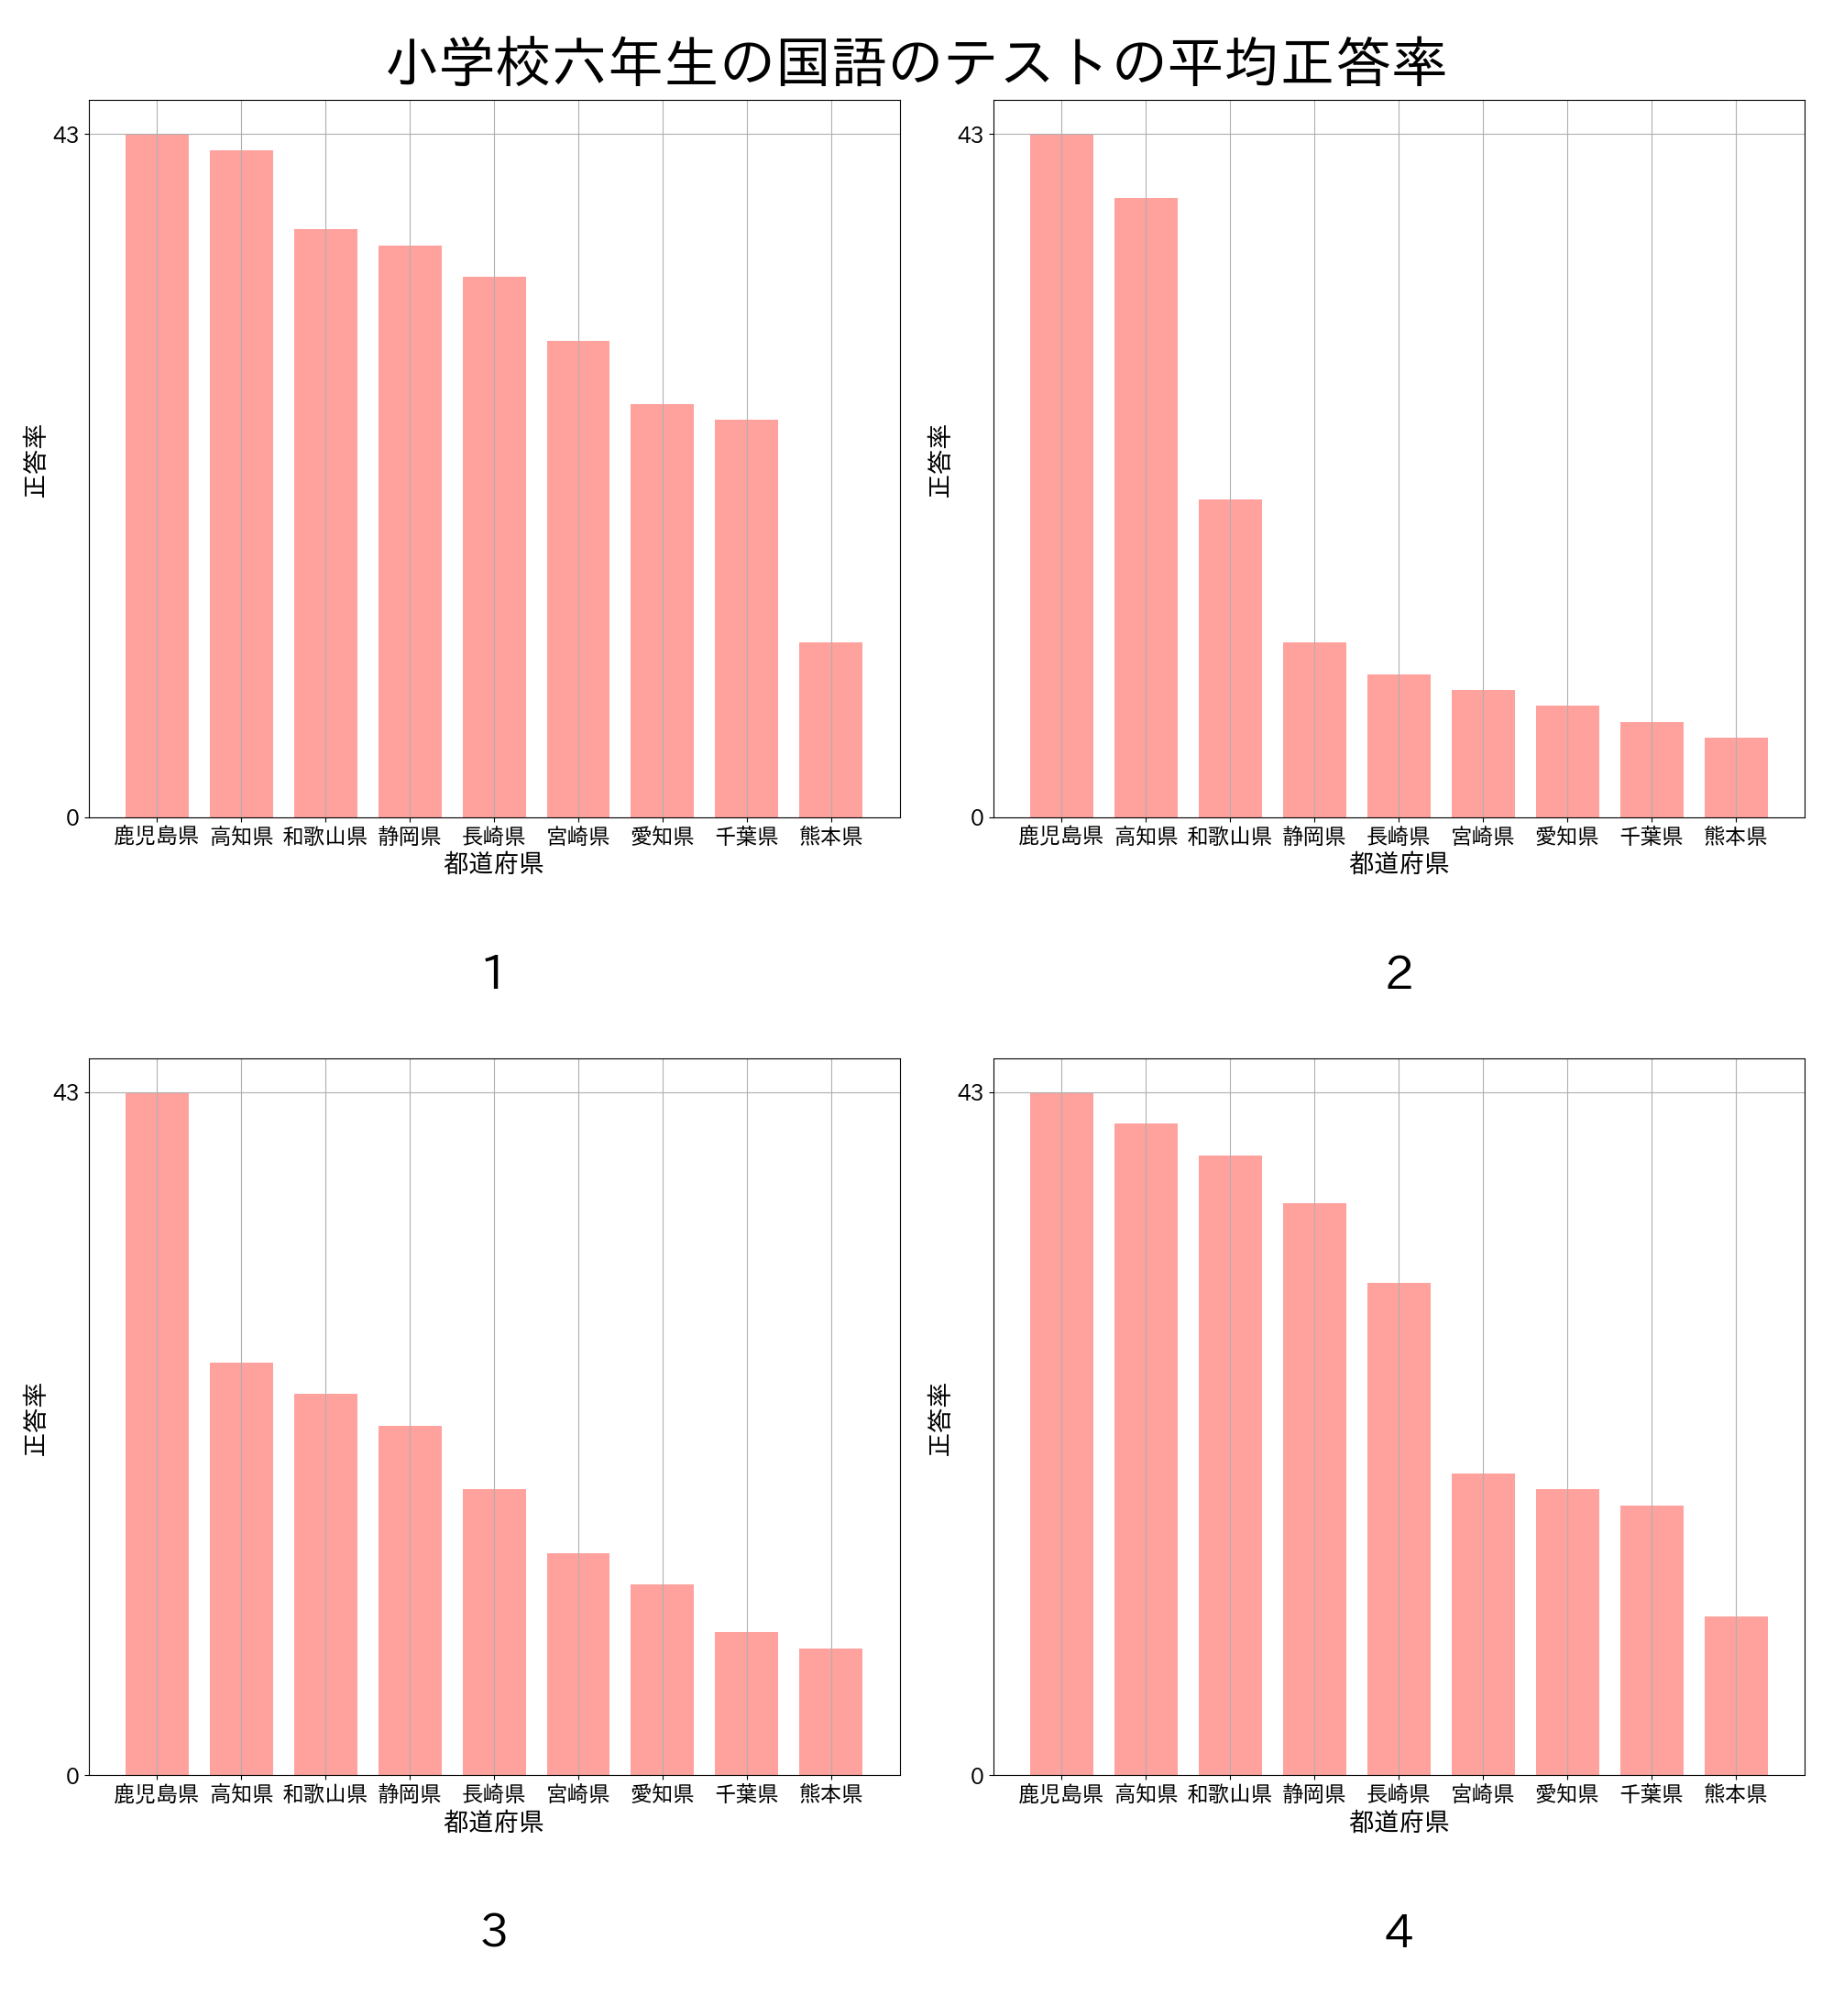 小学校六年生の国語のテストの平均正答率
43
正答率
0
鹿児島県 高知県 和歌山県 静岡県 長崎県 宮崎県 愛知県 千葉県 熊本県
都道府県
1
43
正答率
0
鹿児島県 高知県 和歌山県 静岡県 長崎県 宮崎県 愛知県 千葉県 熊本県
都道府県
2
43
正答率
0
鹿児島県 高知県 和歌山県 静岡県 長崎県 宮崎県 愛知県 千葉県 熊本県
都道府県
3
43
正答率
0
鹿児島県 高知県 和歌山県 静岡県 長崎県 宮崎県 愛知県 千葉県 熊本県
都道府県
4